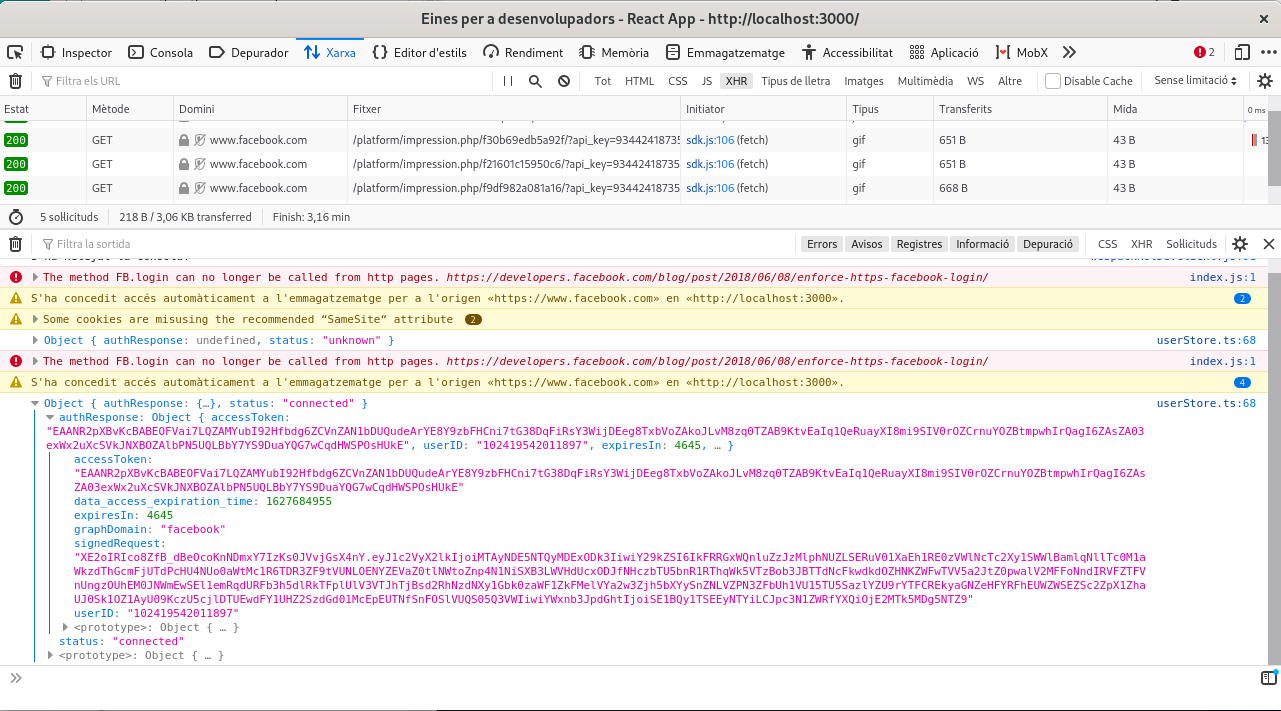 Eines per a desenvolupadors - React App - http://localhost:3000/
Inspector Consola Depurador Xarxa Editor d'estils Rendiment Memòria Emmagatzematge Accessibilitat Aplicació MobX 2
Filtra els URL Tot HTML CSS JS XHR Tipus de lletra Imatges Multimèdia WS Altre Disable Cache Sense limitació
Estat Mètode Domini Fitxer Initiator Tipus Transferits Mida 0 ms
200 GET www.facebook.com /platform/impression.php/f30b69edb5a92f/?api_key=93442418735 sdk.js:106 (fetch) gif 651 B 43 B 13
200 GET www.facebook.com /platform/impression.php/f21601c15950c6/?api_key=93442418735 sdk.js:106 (fetch) gif 651 B 43 B
200 GET www.facebook.com /platform/impression.php/f9df982a081a16/?api_key=93442418735 sdk.js:106 (fetch) gif 668 B 43 B
5 sol·licituds 218 B / 3,06 KB transferred Finish: 3,16 min
Filtra la sortida Errors Avisos Registres Informació Depuració CSS XHR Sol·licituds
The method FB.login can no longer be called from http pages. https://developers.facebook.com/blog/post/2018/06/08/enforce-https-facebook-login/ index.js:1
S'ha concedit accés automàticament a l'emmagatzematge per a l'origen «https://www.facebook.com» en «http://localhost:3000». 2
Some cookies are misusing the recommended “SameSite“ attribute 2
Object { authResponse: undefined, status: "unknown" } userStore.ts:68
The method FB.login can no longer be called from http pages. https://developers.facebook.com/blog/post/2018/06/08/enforce-https-facebook-login/ index.js:1
S'ha concedit accés automàticament a l'emmagatzematge per a l'origen «https://www.facebook.com» en «http://localhost:3000». 4
Object { authResponse: {…}, status: "connected" } userStore.ts:68
authResponse: Object { accessToken:
userID: "102419542011897", expiresIn: 4645, … }
accessToken:
data_access_expiration_time: 1627684955
expiresIn: 4645
graphDomain: "facebook"
signedRequest:
userID: "102419542011897"
<prototype>: Object { … }
status: "connected"
<prototype>: Object { … }